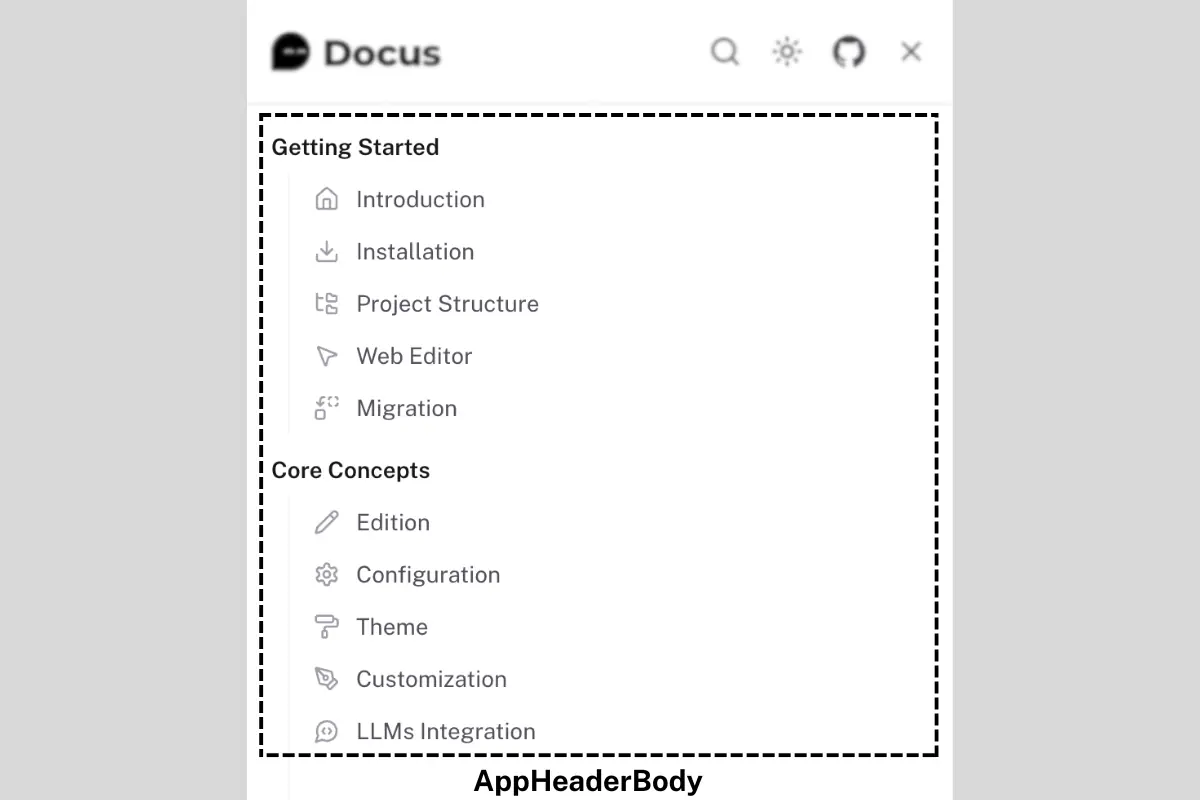 Docus
Getting Started
Introduction
Installation
Project Structure
Web Editor
Migration
Core Concepts
Edition
Configuration
Theme
Customization
LLMs Integration
AppHeaderBody